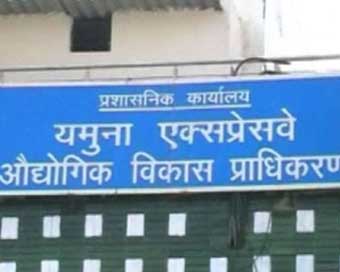 प्रशासनिक कार्यालय
यमुना एक्सप्रेसवे
औद्योगिक विकास प्राधिकरण